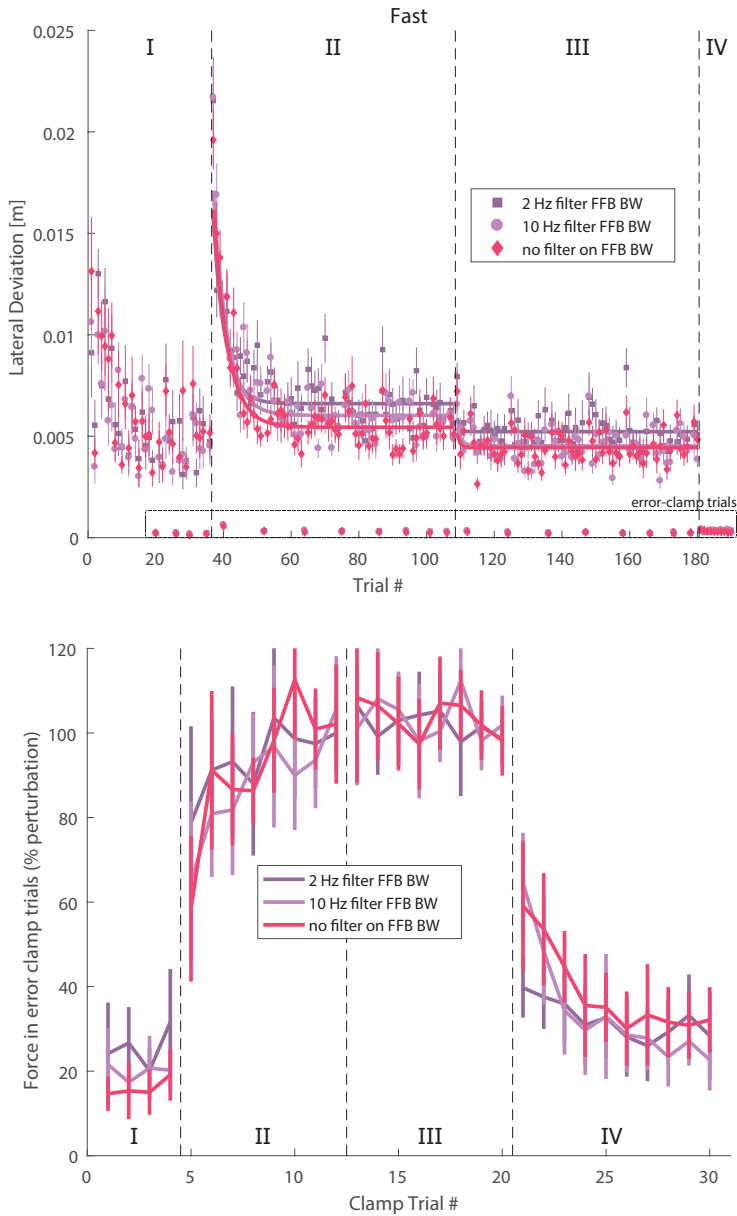 Fast
I II III IV
0.025
0.02
0.015
0.01
0.005
0
Lateral Deviation [m]
2 Hz filter FFB BW
10 Hz filter FFB BW
no filter on FFB BW
error-clamp trials
0 20 40 60 80 100 120 140 160 180
Trial #
120
100
80
60
40
20
0
Force in error clamp trials (% perturbation)
2 Hz filter FFB BW
10 Hz filter FFB BW
no filter on FFB BW
I II III IV
0 5 10 15 20 25 30
Clamp Trial #